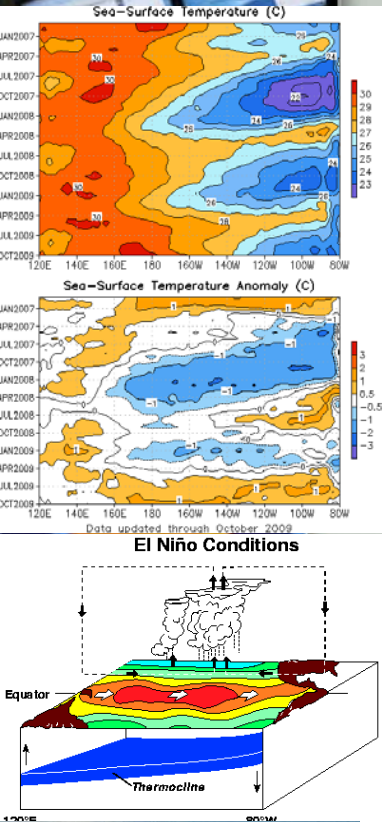 Sea-Surface Temperature (C)
JAN2007
APR2007
JUL2007
OCT2007
JAN2008
APR2008
JUL2008
OCT2008
JAN2009
APR2009
JUL2009
OCT2009
120E 140E 160E 180 160W 140W 120W 100W 80W
30
29
28
27
26
25
24
23
Sea-Surface Temperature Anomaly (C)
JAN2007
APR2007
JUL2007
OCT2007
JAN2008
APR2008
JUL2008
OCT2008
JAN2009
APR2009
JUL2009
OCT2009
120E 140E 160E 180 160W 140W 120W 100W 80W
3
2
1
0.5
-0.5
-1
-2
-3
Data updated through October 2009
El Niño Conditions
Equator
Thermocline
120°E 80°W